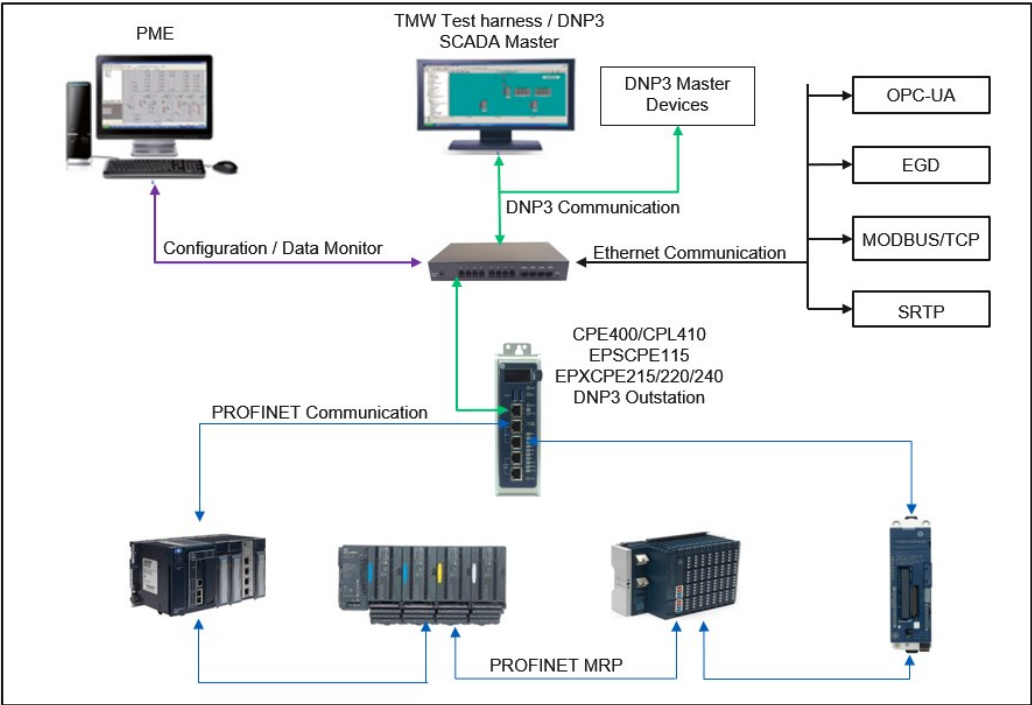 PME
TMW Test harness / DNP3
SCADA Master
DNP3 Master
Devices
OPC-UA
EGD
MODBUS/TCP
SRTP
DNP3 Communication
Configuration / Data Monitor
Ethernet Communication
CPE400/CPL410
EPSCPE115
EPXCPE215/220/240
DNP3 Outstation
PROFINET Communication
PROFINET MRP